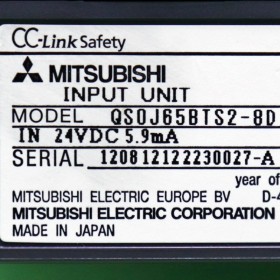 CC-Link Safety
MITSUBISHI
INPUT UNIT
MODEL QS0J65BTS2-8D
IN 24VDC 5.9mA
SERIAL 120812122230027-A
year of
MITSUBISHI ELECTRIC EUROPE BV D-4
MITSUBISHI ELECTRIC CORPORATION
MADE IN JAPAN